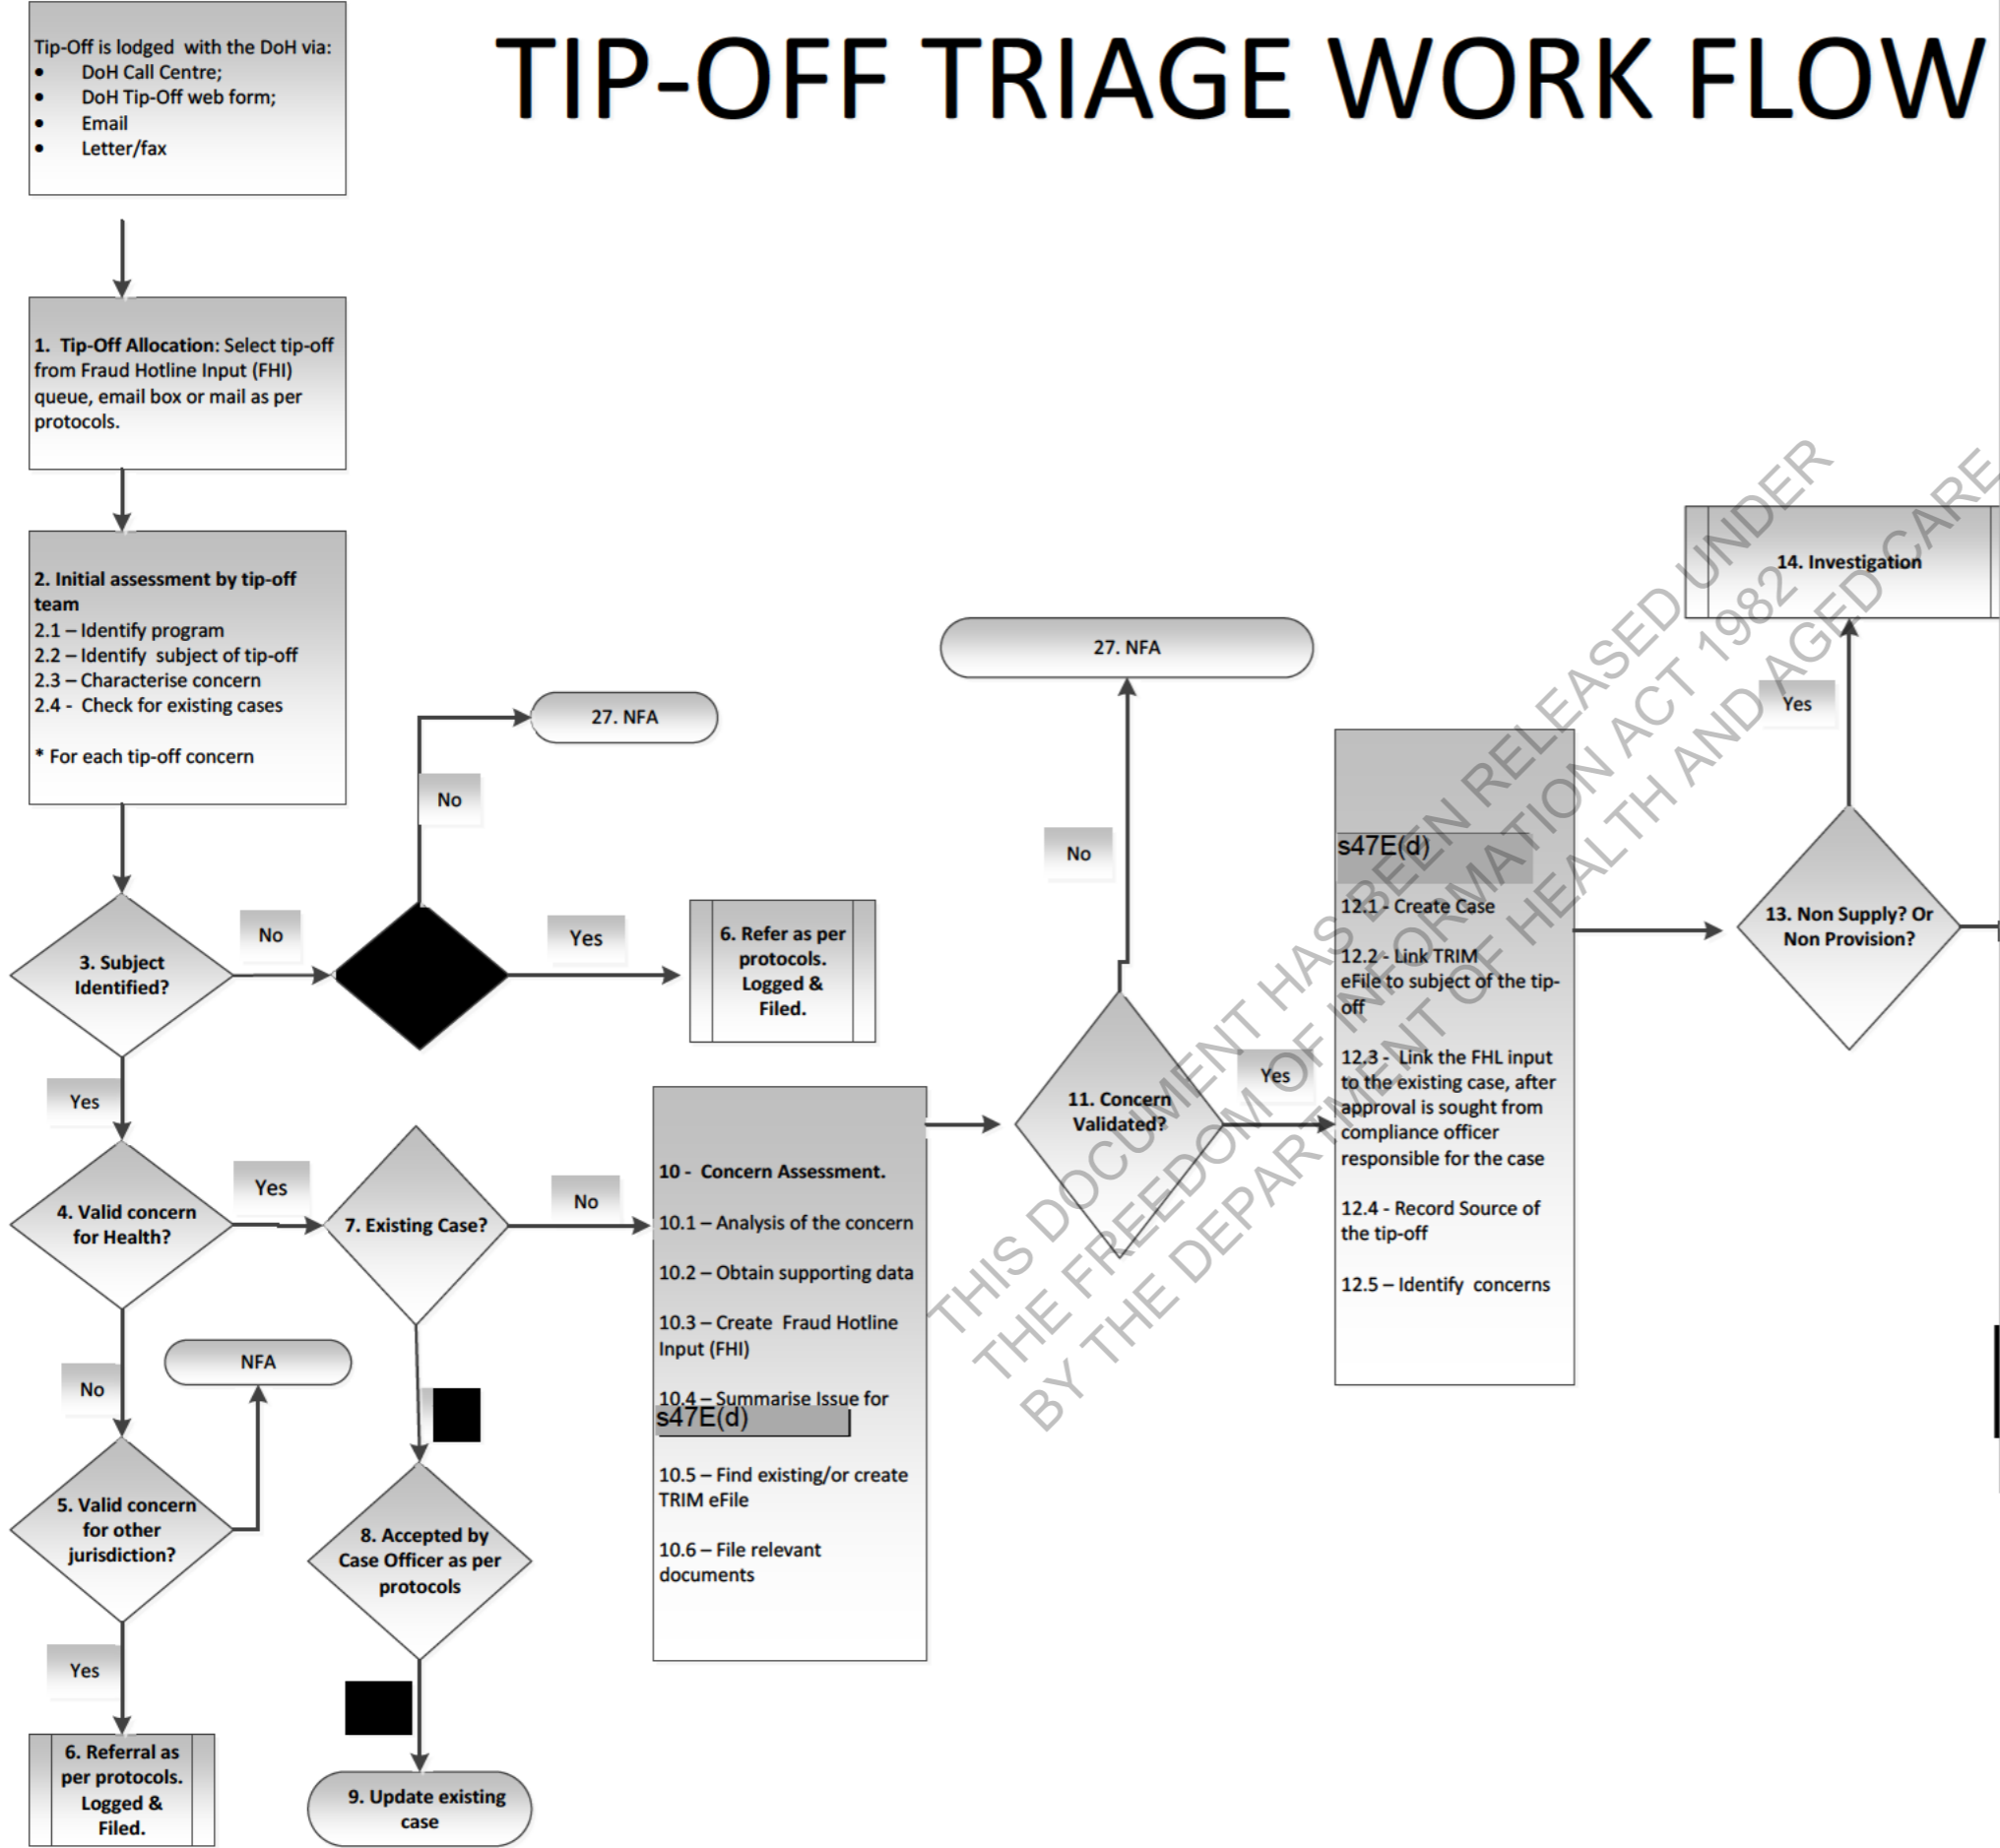 TIP-OFF TRIAGE WORK FLOW
Tip-Off is lodged with the DoH via:
• DoH Call Centre;
• DoH Tip-Off web form;
• Email
• Letter/fax
1. Tip-Off Allocation: Select tip-off
from Fraud Hotline Input (FHI)
queue, email box or mail as per
protocols.
2. Initial assessment by tip-off
team
2.1 – Identify program
2.2 – Identify subject of tip-off
2.3 – Characterise concern
2.4 - Check for existing cases
* For each tip-off concern
3. Subject
Identified?
No
No
27. NFA
Yes
6. Refer as per
protocols.
Logged &
Filed.
Yes
4. Valid concern
for Health?
Yes
7. Existing Case?
No
No
NFA
5. Valid concern
for other
jurisdiction?
Yes
6. Referral as
per protocols.
Logged &
Filed.
8. Accepted by
Case Officer as per
protocols
9. Update existing
case
10 - Concern Assessment.
10.1 – Analysis of the concern
10.2 – Obtain supporting data
10.3 – Create Fraud Hotline
Input (FHI)
10.4 – Summarise Issue for
s47E(d)
10.5 – Find existing/or create
TRIM eFile
10.6 – File relevant
documents
11. Concern
Validated?
No
27. NFA
Yes
s47E(d)
12.1 - Create Case
12.2 - Link TRIM
eFile to subject of the tip-
off
12.3 - Link the FHL input
to the existing case, after
approval is sought from
compliance officer
responsible for the case
12.4 - Record Source of
the tip-off
12.5 – Identify concerns
13. Non Supply? Or
Non Provision?
Yes
14. Investigation
THIS DOCUMENT HAS BEEN RELEASED UNDER
THE FREEDOM OF INFORMATION ACT 1982
BY THE DEPARTMENT OF HEALTH AND AGED CARE